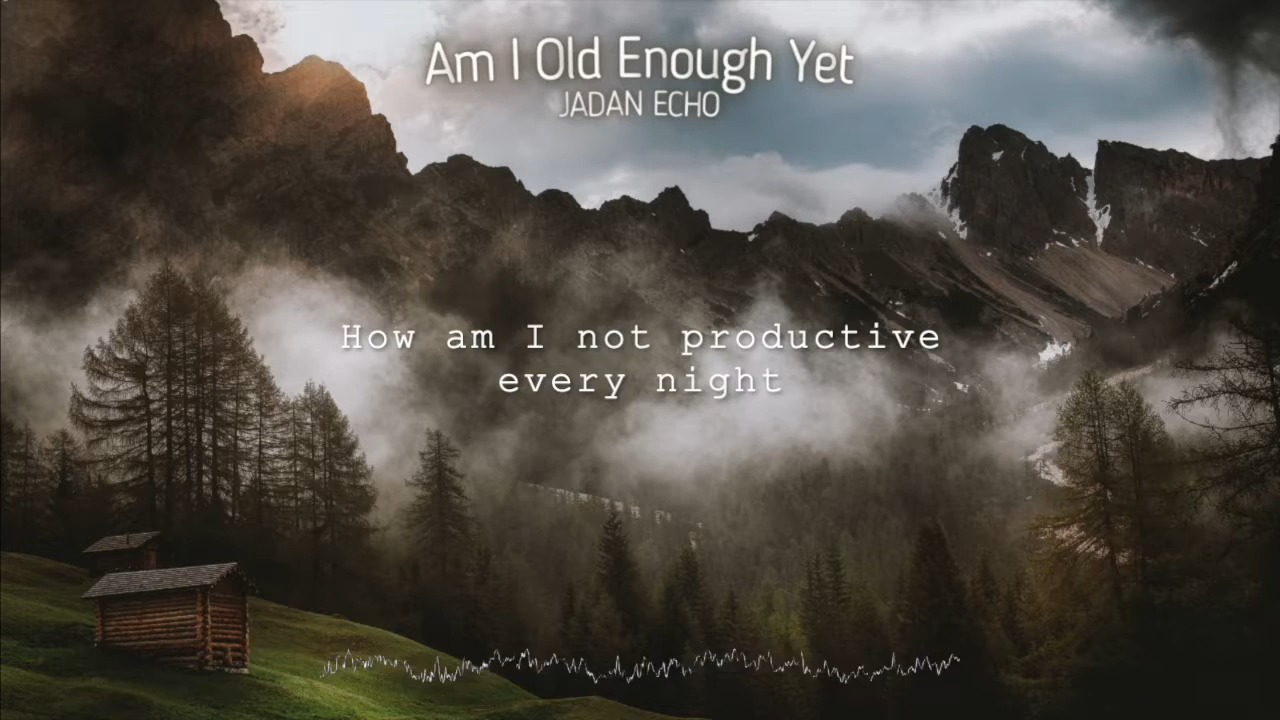 Am I Old Enough Yet
JADAN ECHO
How am I not productive
every night